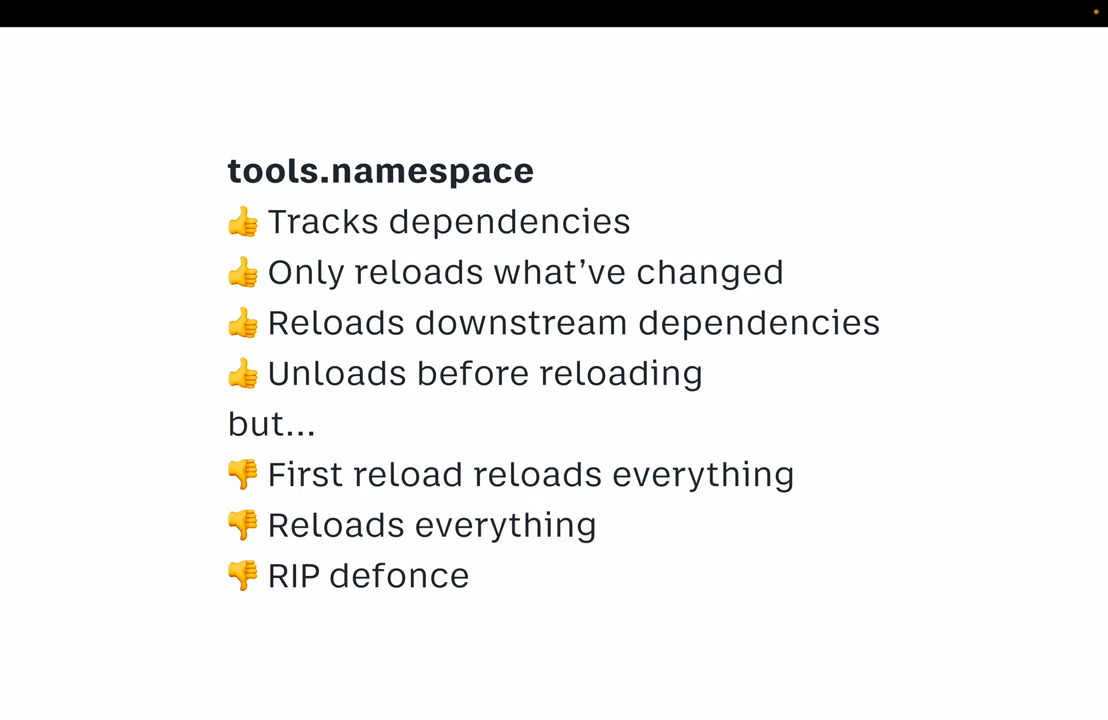 tools.namespace
👍 Tracks dependencies
👍 Only reloads what’ve changed
👍 Reloads downstream dependencies
👍 Unloads before reloading
but...
👎 First reload reloads everything
👎 Reloads everything
👎 RIP defonce